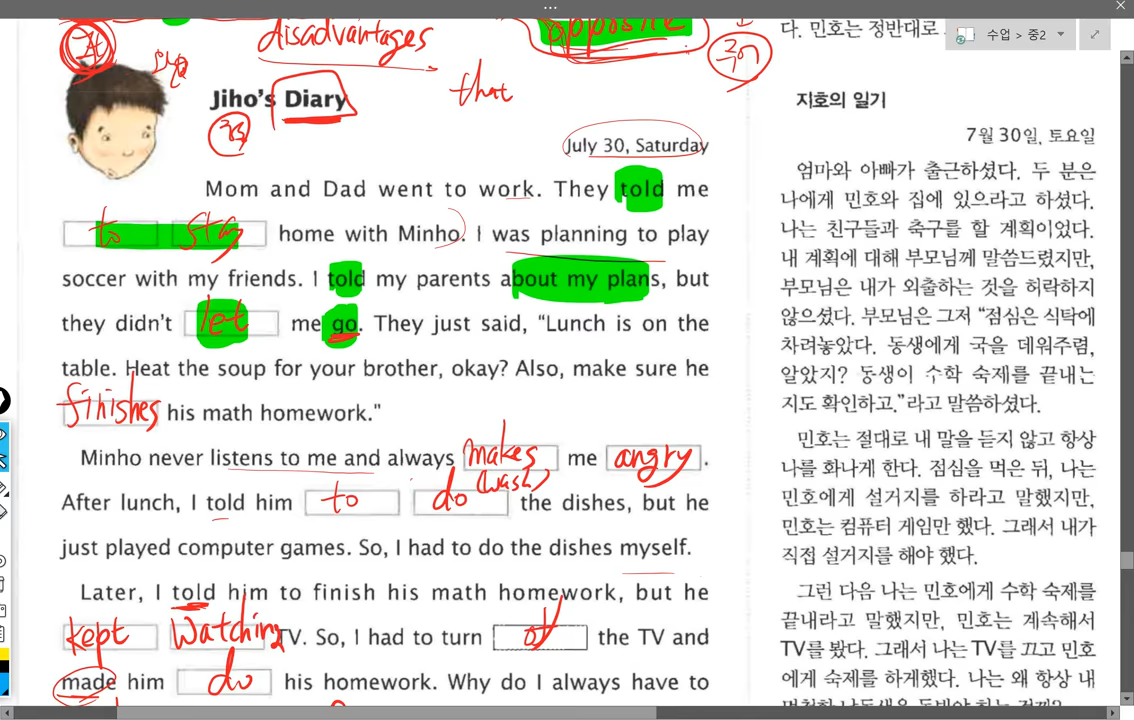 disadvantages
opposite
주어
다. 민호는 정반대로
수업 > 중2
that
Jiho's Diary
July 30, Saturday
Mom and Dad went to work. They told me
to stay home with Minho. I was planning to play
soccer with my friends. I told my parents about my plans, but
they didn't let me go. They just said, “Lunch is on the
table. Heat the soup for your brother, okay? Also, make sure he
finishes his math homework.”
Minho never listens to me and always makes me angry.
(wash)
After lunch, I told him to do the dishes, but he
just played computer games. So, I had to do the dishes myself.
Later, I told him to finish his math homework, but he
kept watching TV. So, I had to turn off the TV and
made him do his homework. Why do I always have to
지호의 일기
7월 30일, 토요일
엄마와 아빠가 출근하셨다. 두 분은
나에게 민호와 집에 있으라고 하셨다.
나는 친구들과 축구를 할 계획이었다.
내 계획에 대해 부모님께 말씀드렸지만,
부모님은 내가 외출하는 것을 허락하지
않으셨다. 부모님은 그저 “점심은 식탁에
차려놓았다. 동생에게 국을 데워주렴,
알았지? 동생이 수학 숙제를 끝내는
지도 확인하고.”라고 말씀하셨다.
민호는 절대로 내 말을 듣지 않고 항상
나를 화나게 한다. 점심을 먹은 뒤, 나는
민호에게 설거지를 하라고 말했지만,
민호는 컴퓨터 게임만 했다. 그래서 내가
직접 설거지를 해야 했다.
그런 다음 나는 민호에게 수학 숙제를
끝내라고 말했지만, 민호는 계속해서
TV를 봤다. 그래서 나는 TV를 끄고 민호
에게 숙제를 하게했다. 나는 왜 항상 내